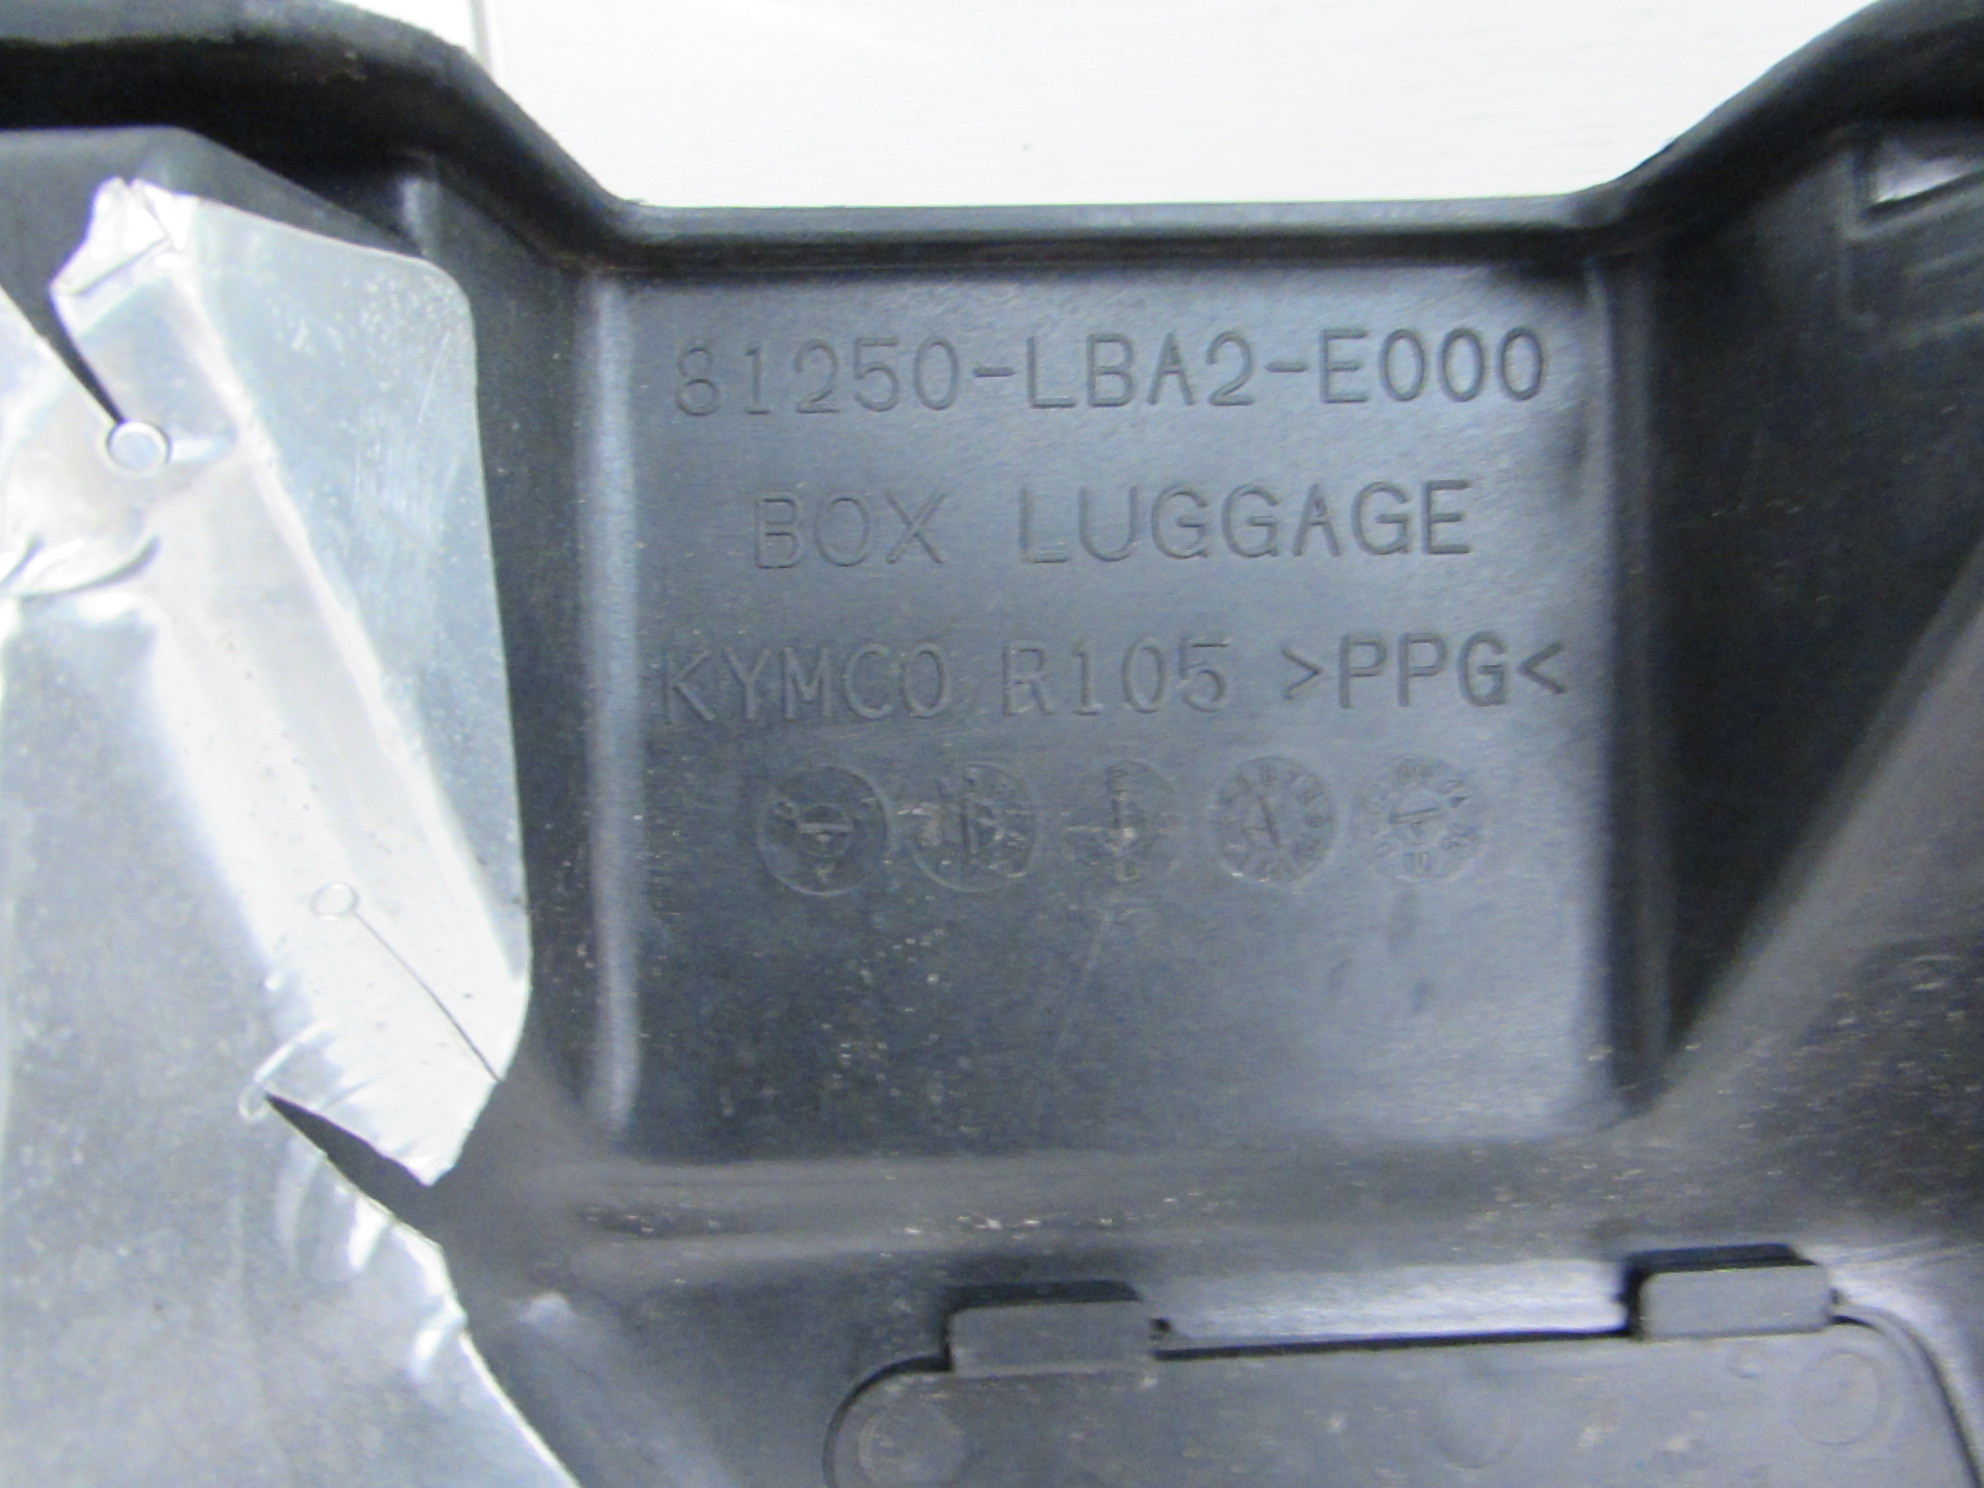 81250-LBA2-E000
BOX LUGGAGE
KYMCO R105 >PPG<